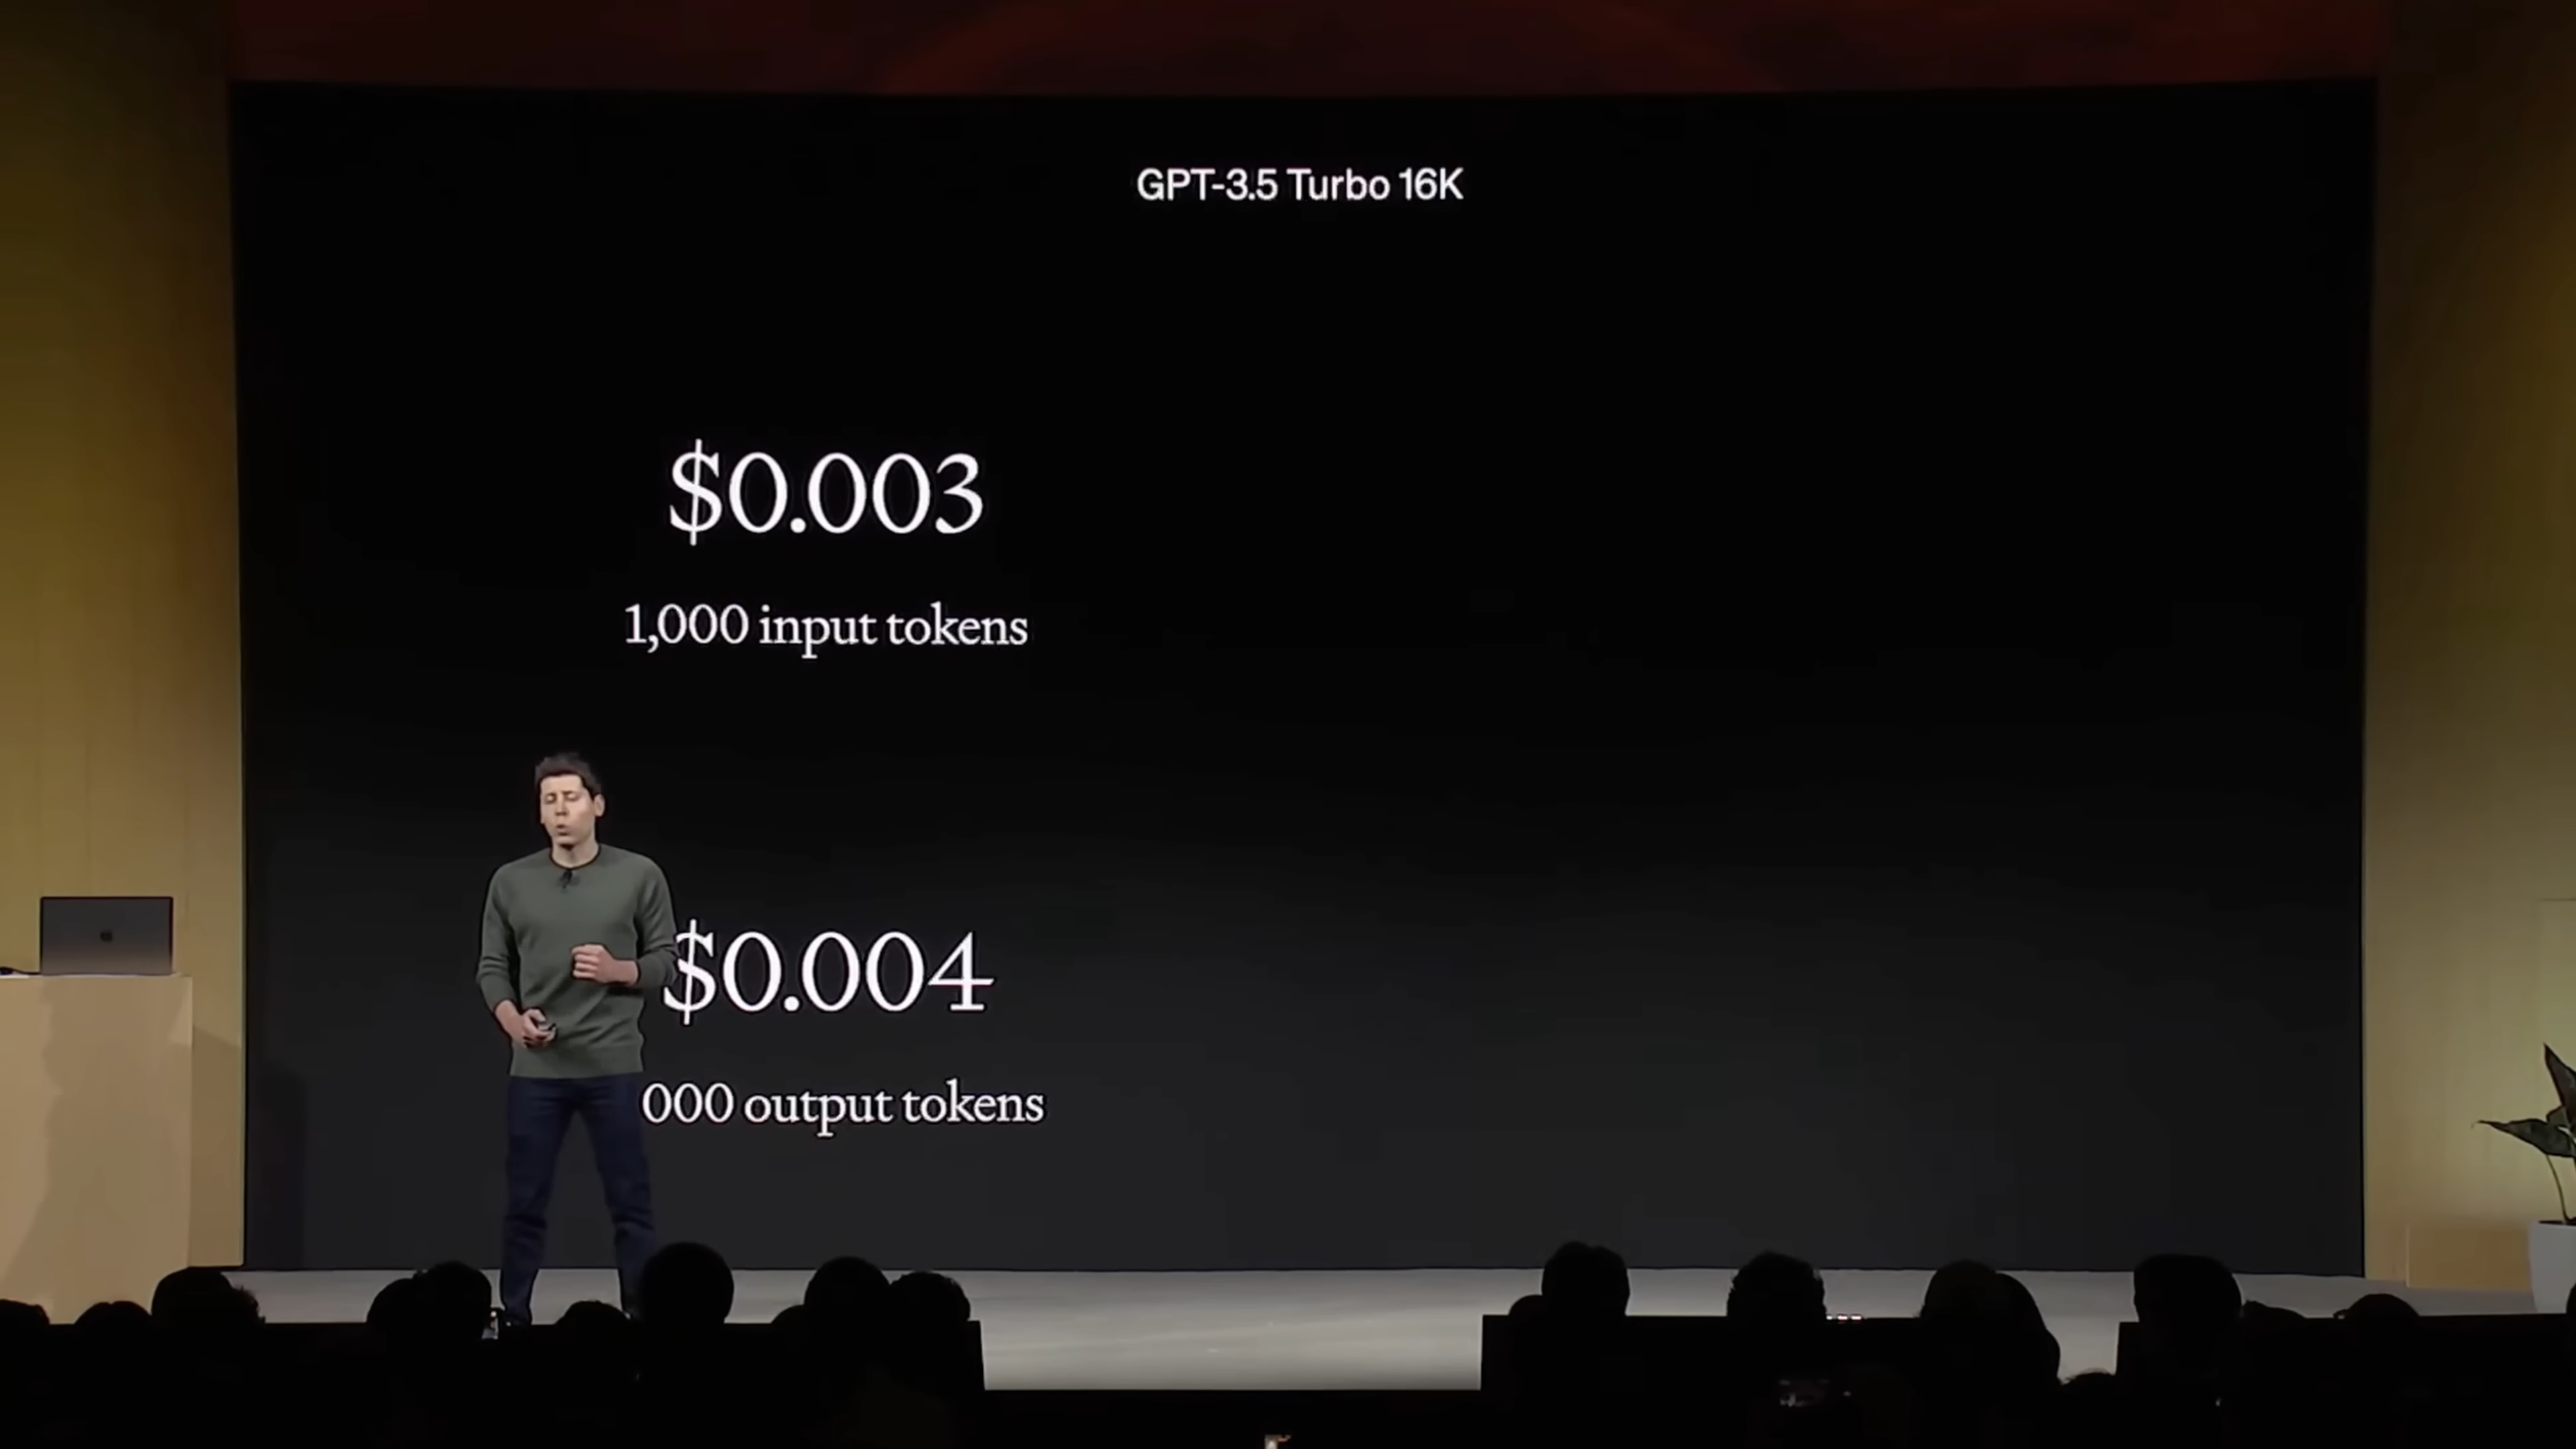 GPT-3.5 Turbo 16K
$0.003
1,000 input tokens
$0.004
000 output tokens